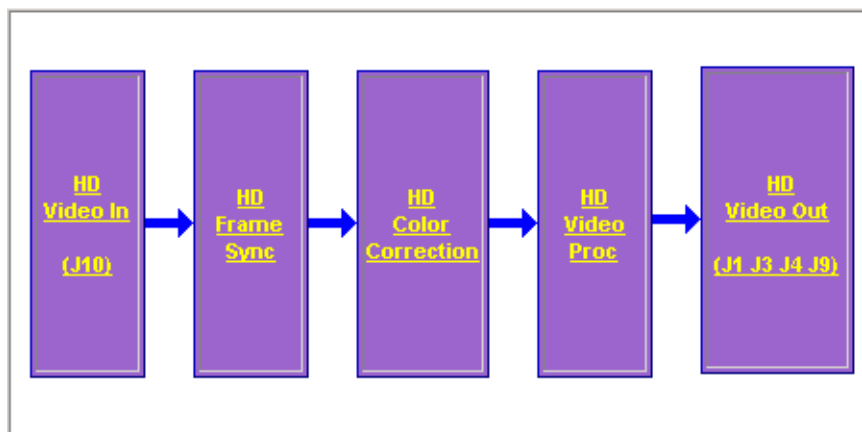 HD
Video In
(J10)
HD
Frame
Sync
HD
Color
Correction
HD
Video
Proc
HD
Video Out
(J1 J3 J4 J9)